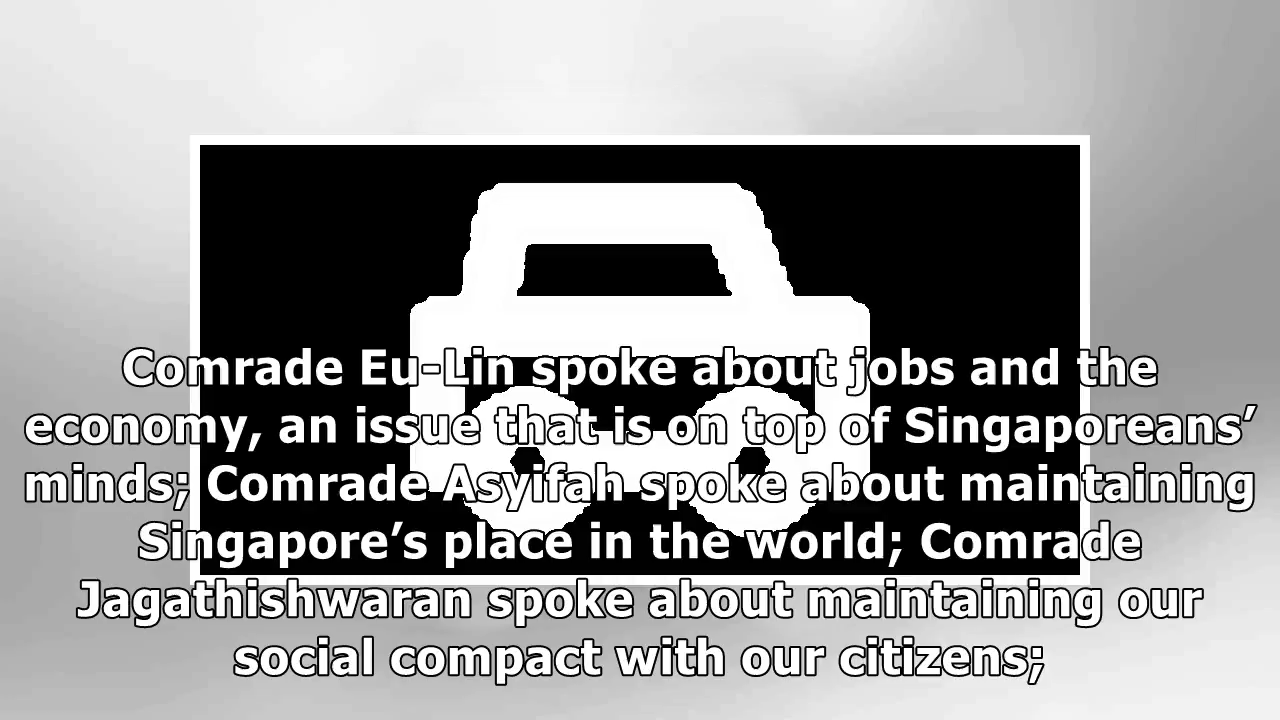 Comrade Eu-Lin spoke about jobs and the
economy, an issue that is on top of Singaporeans’
minds; Comrade Asyifah spoke about maintaining
Singapore’s place in the world; Comrade
Jagathishwaran spoke about maintaining our
social compact with our citizens;